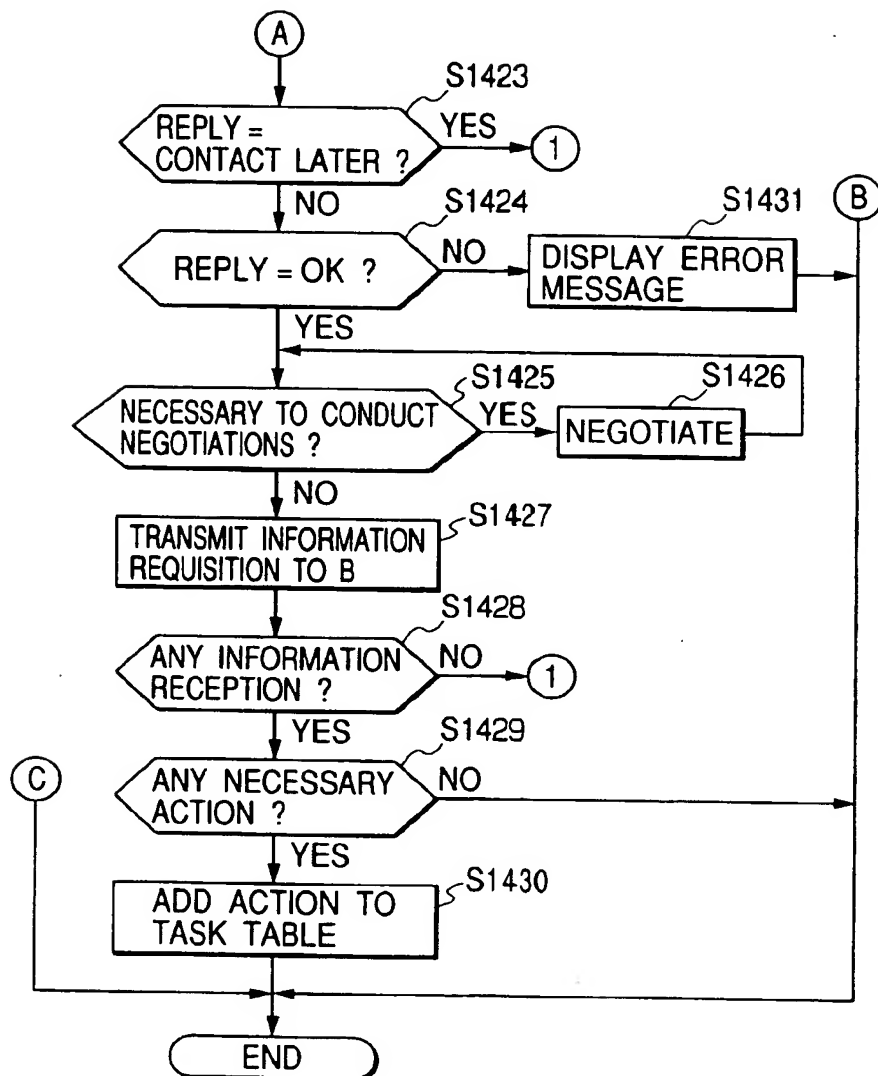 A
S1423
REPLY =
CONTACT LATER ?
YES
1
NO
S1424
S1431
B
REPLY = OK ?
NO
DISPLAY ERROR
MESSAGE
YES
S1425
S1426
NECESSARY TO CONDUCT
NEGOTIATIONS ?
YES
NEGOTIATE
NO
S1427
TRANSMIT INFORMATION
REQUISITION TO B
S1428
ANY INFORMATION
RECEPTION ?
NO
1
YES
S1429
C
ANY NECESSARY
ACTION ?
NO
YES
S1430
ADD ACTION TO
TASK TABLE
END